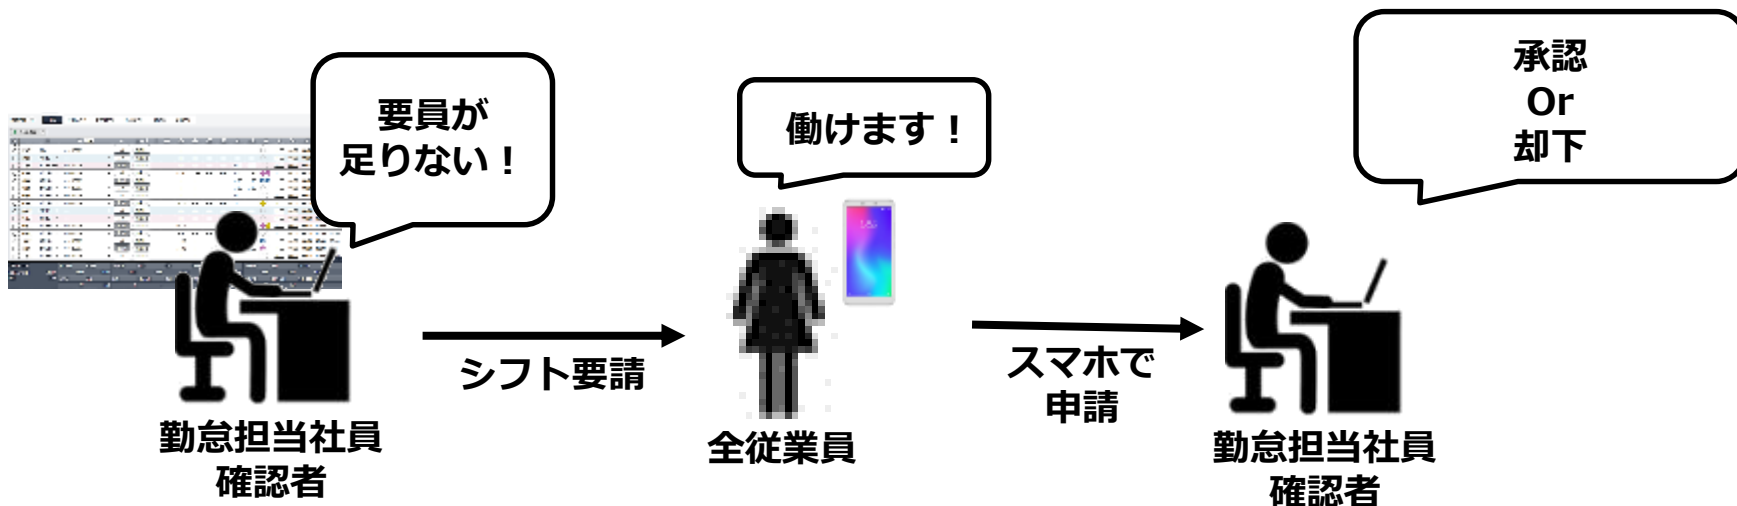 要員が
足りない！
働けます！
承認
Or
却下
シフト要請
スマホで
申請
勤怠担当社員
確認者
全従業員
勤怠担当社員
確認者